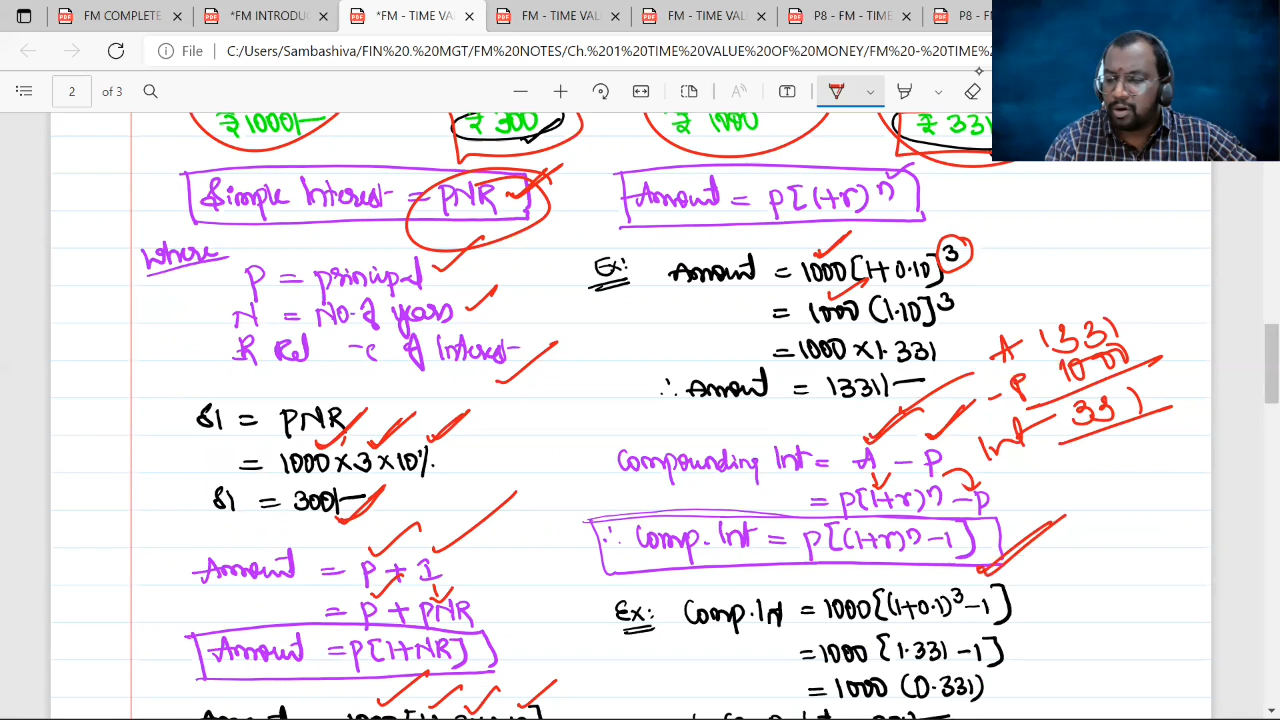 FM COMPLETE
*FM INTRODUC
*FM - TIME VAL
FM - TIME VALU
FM - TIME VALU
P8 - FM - TIME
P8 - F
File C:/Users/Sambashiva/FIN%20.%20MGT/FM%20NOTES/Ch.%201%20TIME%20VALUE%20OF%20MONEY/FM%20-%20TIME%
2 of 3
₹1000/-
₹ 300
₹ 1000
₹ 331
Simple Interest = PNR
Where
P = principal
N = No. of years
R
of Interest
SI = PNR
= 1000 × 3 × 10%
SI = 300/-
Amount = P + I
= P + PNR
Amount = P[1+NR]
Amount = P[1+r)^n
Ex: Amount = 1000[1+0.10]^3
= 1000(1.10]^3
= 1000 × 1.331
∴ Amount = 1331/-
A 1331
- P 1000
Int 331
Compounding Int = A - P
= P(1+r)^n - P
∴ Comp. Int = P[(1+r)^n - 1]
Ex: Comp. Int = 1000[(1+0.1)^3 - 1]
= 1000[1.331 - 1]
= 1000(0.331)